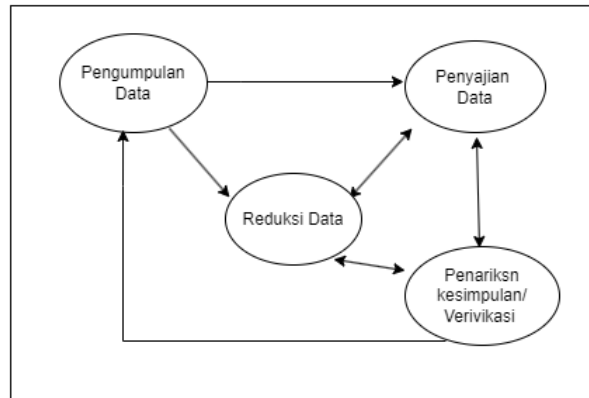 Pengumpulan
Data
Penyajian
Data
Reduksi Data
Penariksn
kesimpulan/
Verivikasi